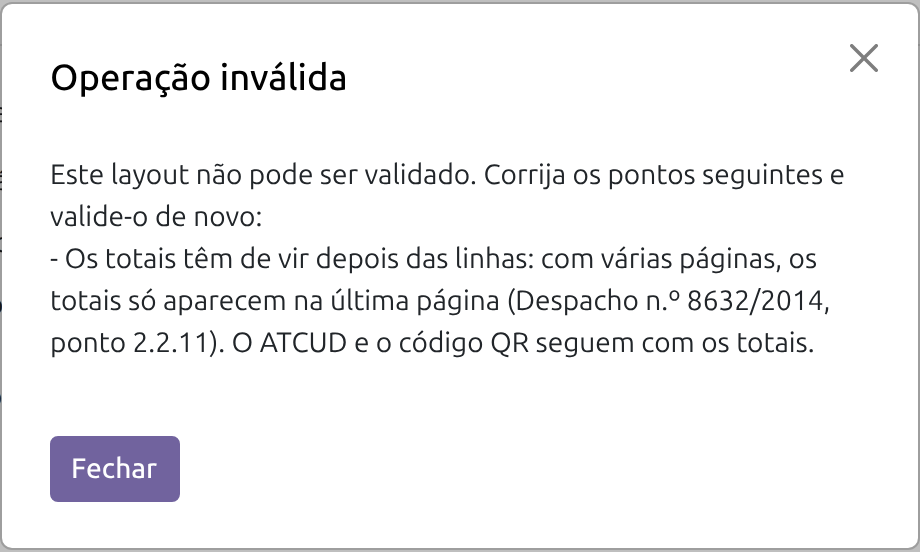 Operação inválida
Este layout não pode ser validado. Corrija os pontos seguintes e
valide-o de novo:
- Os totais têm de vir depois das linhas: com várias páginas, os
totais só aparecem na última página (Despacho n.º 8632/2014,
ponto 2.2.11). O ATCUD e o código QR seguem com os totais.
Fechar